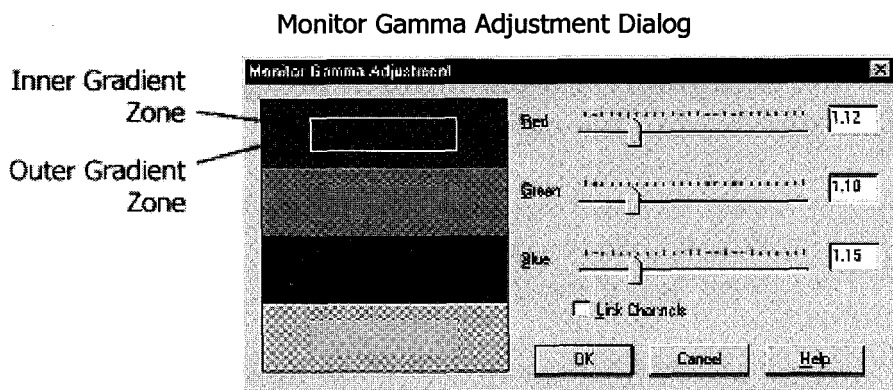 Monitor Gamma Adjustment Dialog
Inner Gradient
Zone
Outer Gradient
Zone
Monitor Gamma Adjustment
Red
1.12
Green
1.10
Blue
1.15
Link Channels
OK
Cancel
Help